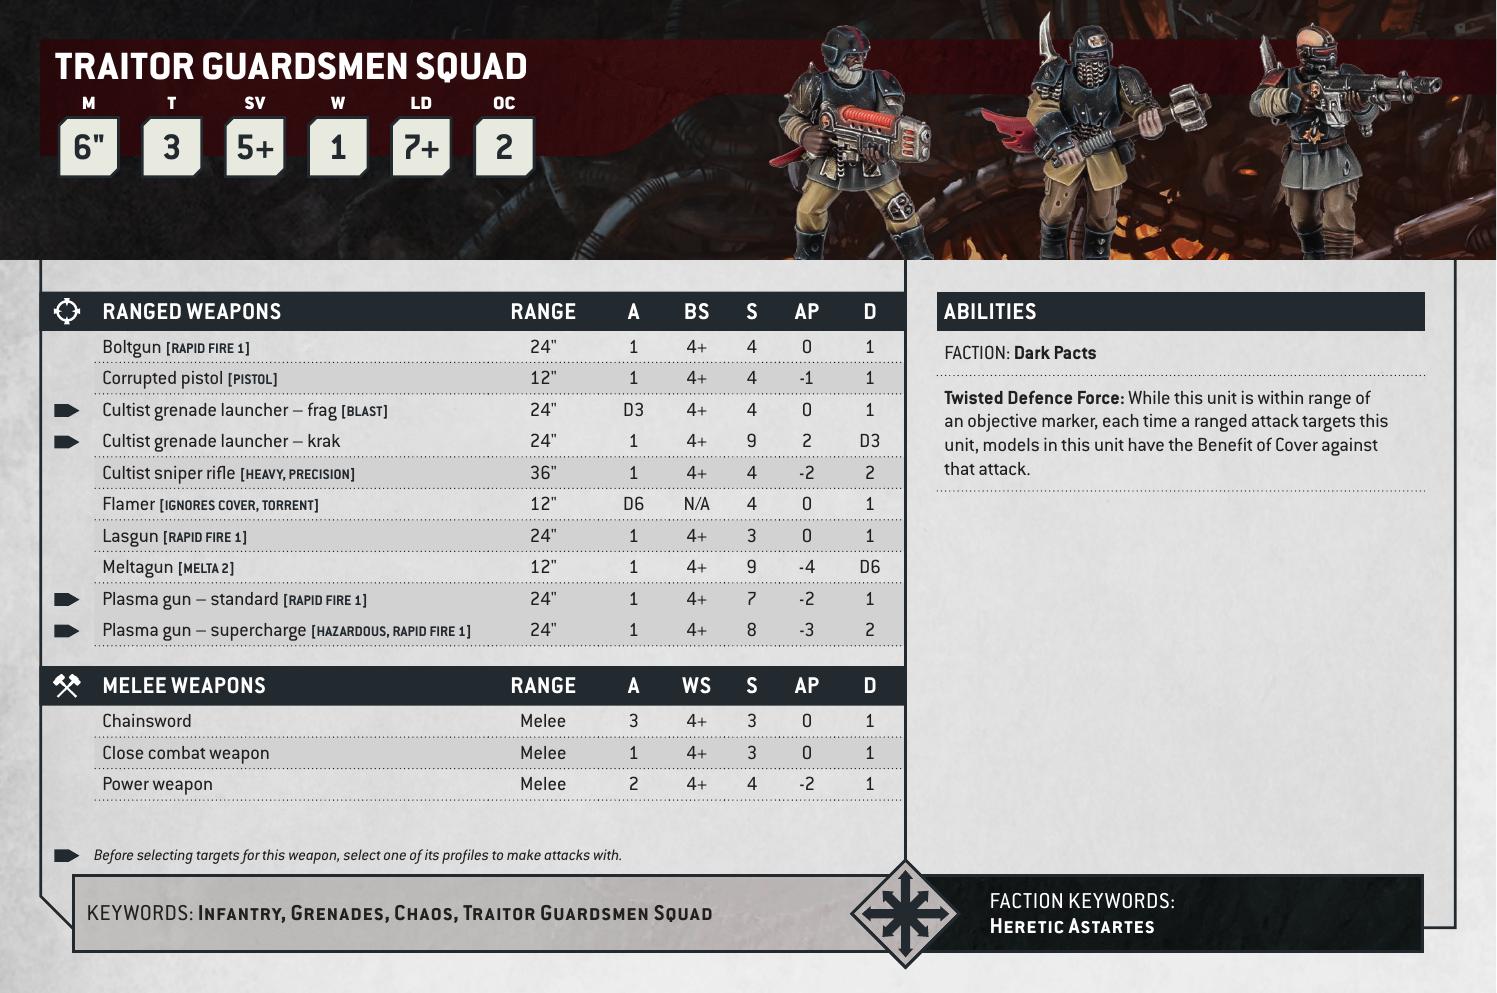 TRAITOR GUARDSMEN SQUAD
M T SV W LD OC
6" 3 5+ 1 7+ 2
RANGED WEAPONS RANGE A BS S AP D
Boltgun [RAPID FIRE 1] 24" 1 4+ 4 0 1
Corrupted pistol [PISTOL] 12" 1 4+ 4 -1 1
Cultist grenade launcher – frag [BLAST] 24" D3 4+ 4 0 1
Cultist grenade launcher – krak 24" 1 4+ 9 2 D3
Cultist sniper rifle [HEAVY, PRECISION] 36" 1 4+ 4 -2 2
Flamer [IGNORES COVER, TORRENT] 12" D6 N/A 4 0 1
Lasgun [RAPID FIRE 1] 24" 1 4+ 3 0 1
Meltagun [MELTA 2] 12" 1 4+ 9 -4 D6
Plasma gun – standard [RAPID FIRE 1] 24" 1 4+ 7 -2 1
Plasma gun – supercharge [HAZARDOUS, RAPID FIRE 1] 24" 1 4+ 8 -3 2
MELEE WEAPONS RANGE A WS S AP D
Chainsword Melee 3 4+ 3 0 1
Close combat weapon Melee 1 4+ 3 0 1
Power weapon Melee 2 4+ 4 -2 1
Before selecting targets for this weapon, select one of its profiles to make attacks with.
ABILITIES
FACTION: Dark Pacts
Twisted Defence Force: While this unit is within range of
an objective marker, each time a ranged attack targets this
unit, models in this unit have the Benefit of Cover against
that attack.
KEYWORDS: INFANTRY, GRENADES, CHAOS, TRAITOR GUARDSMEN SQUAD
FACTION KEYWORDS:
HERETIC ASTARTES